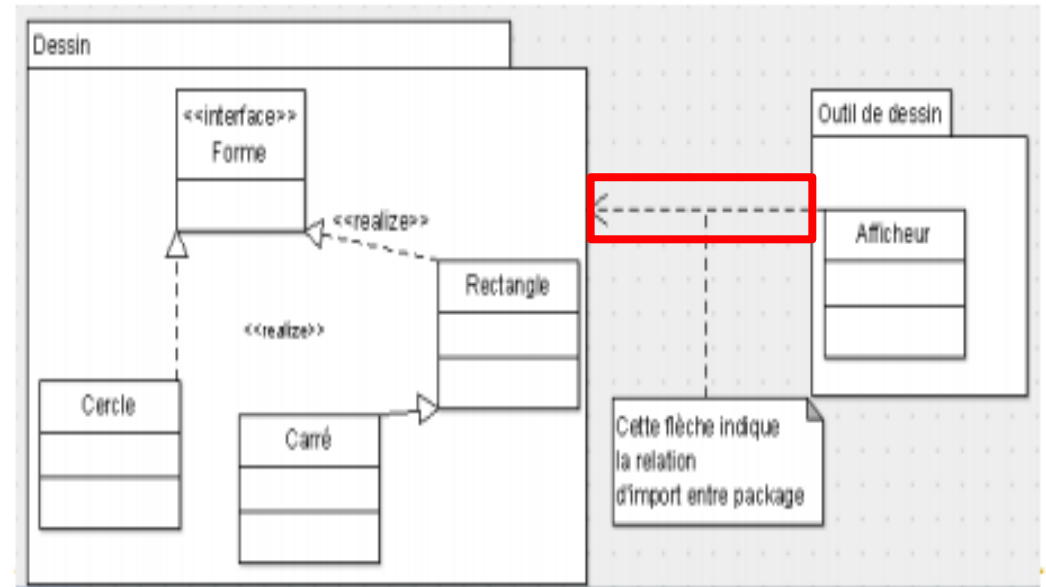 Dessin
<<interface>>
Forme
<<realize>>
Rectangle
<<realize>>
Cercle
Carré
Outil de dessin
Afficheur
Cette flèche indique
la relation
d'import entre package